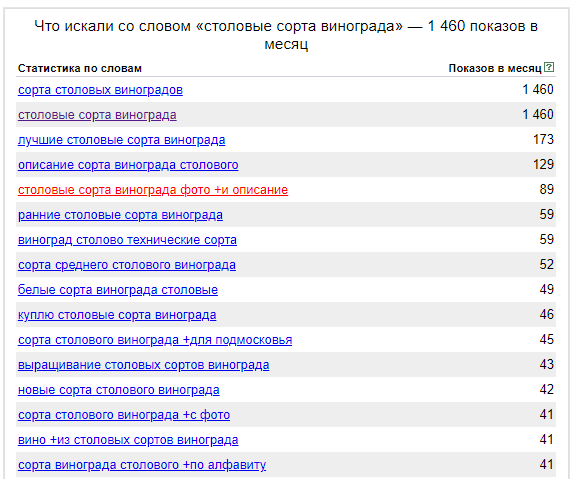 Что искали со словом «столовые сорта винограда» — 1 460 показов в
месяц
Статистика по словам Показов в месяц ?
сорта столовых виноградов 1 460
столовые сорта винограда 1 460
лучшие столовые сорта винограда 173
описание сорта винограда столового 129
столовые сорта винограда фото +и описание 89
ранние столовые сорта винограда 59
виноград столово технические сорта 59
сорта среднего столового винограда 52
белые сорта винограда столовые 49
куплю столовые сорта винограда 46
сорта столового винограда +для подмосковья 45
выращивание столовых сортов винограда 43
новые сорта столового винограда 42
сорта столового винограда +с фото 41
вино +из столовых сортов винограда 41
сорта винограда столового +по алфавиту 41